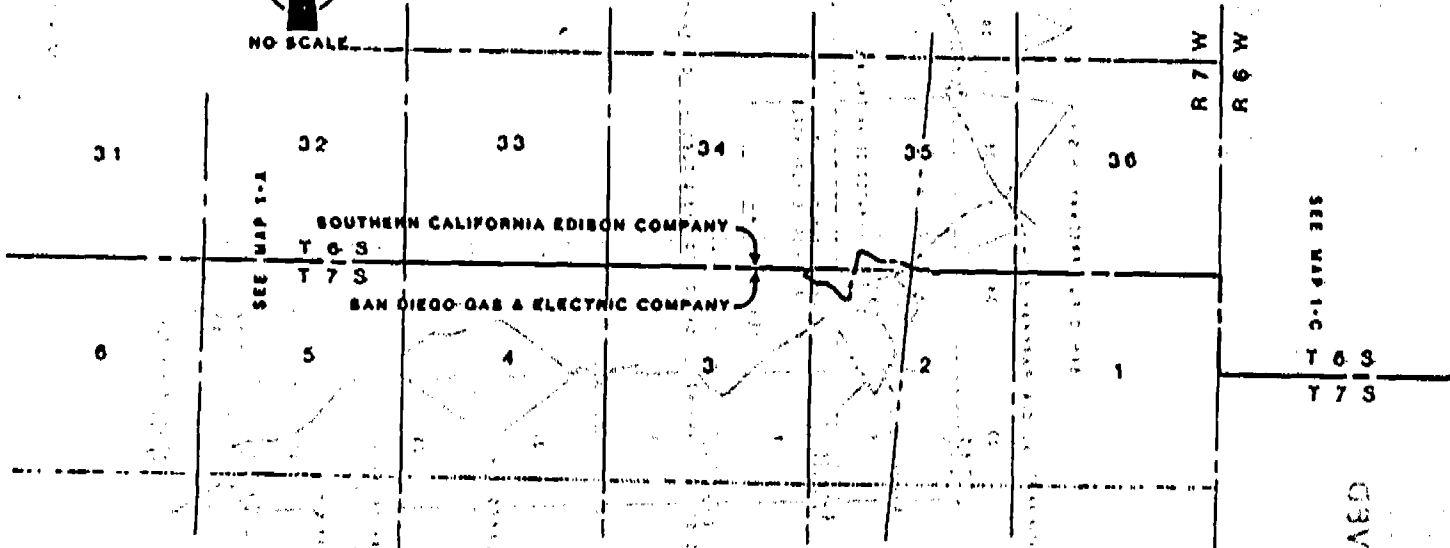 NO SCALE
R 7 W
R 6 W
31
32
33
34
35
36
SEE MAP 1-A
SOUTHERN CALIFORNIA EDISON COMPANY
T 6 S
T 7 S
SAN DIEGO GAS & ELECTRIC COMPANY
SEE MAP 1-C
6
5
4
3
2
1
T 6 S
T 7 S